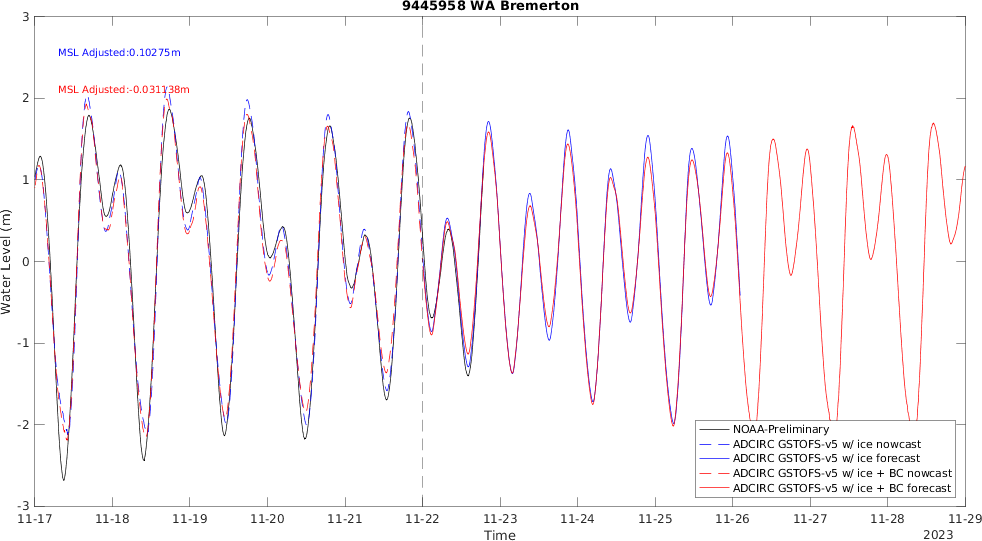 9445958 WA Bremerton
MSL Adjusted:0.10275m
MSL Adjusted:-0.031138m
Water Level (m)
3
2
1
0
-1
-2
-3
NOAA-Preliminary
ADCIRC GSTOFS-v5 w/ ice nowcast
ADCIRC GSTOFS-v5 w/ ice forecast
ADCIRC GSTOFS-v5 w/ ice + BC nowcast
ADCIRC GSTOFS-v5 w/ ice + BC forecast
11-17 11-18 11-19 11-20 11-21 11-22 11-23 11-24 11-25 11-26 11-27 11-28 11-29
Time
2023